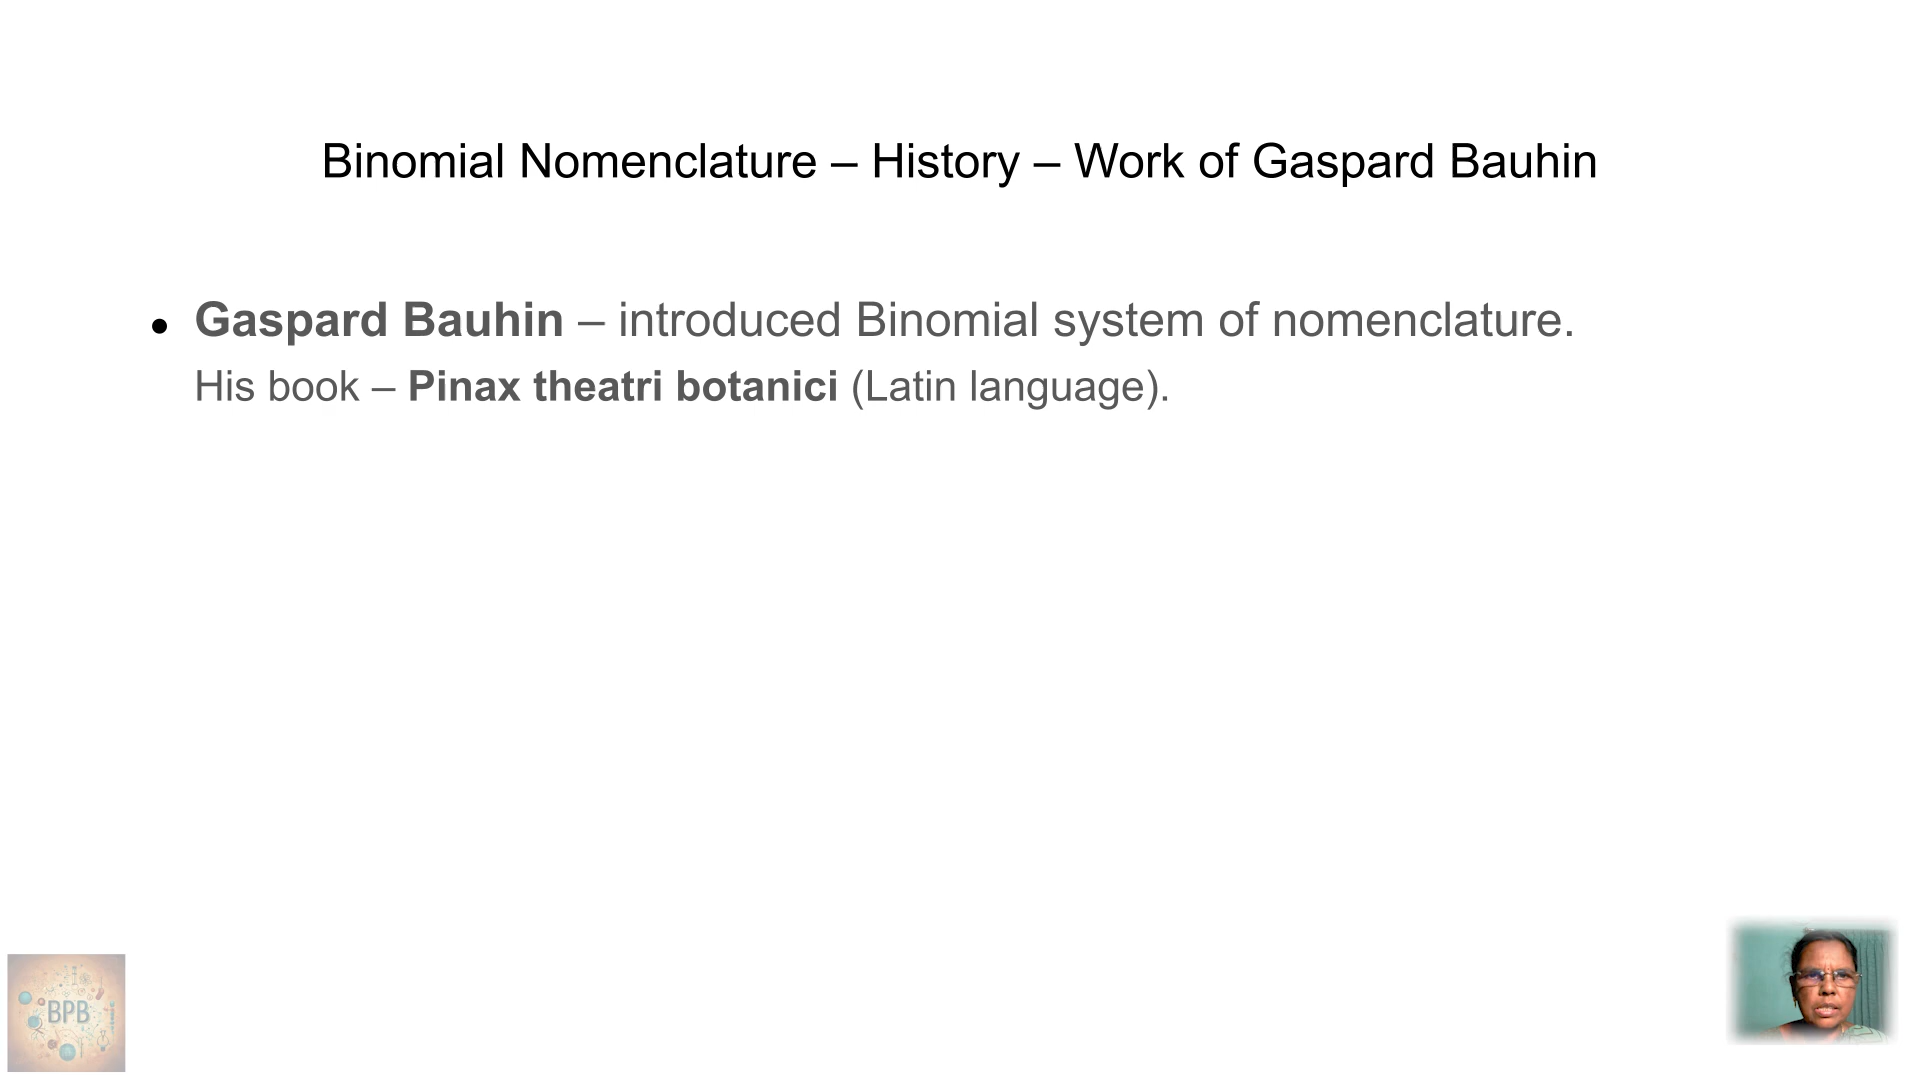 Binomial Nomenclature – History – Work of Gaspard Bauhin
● Gaspard Bauhin – introduced Binomial system of nomenclature.
His book – Pinax theatri botanici (Latin language).
BPB